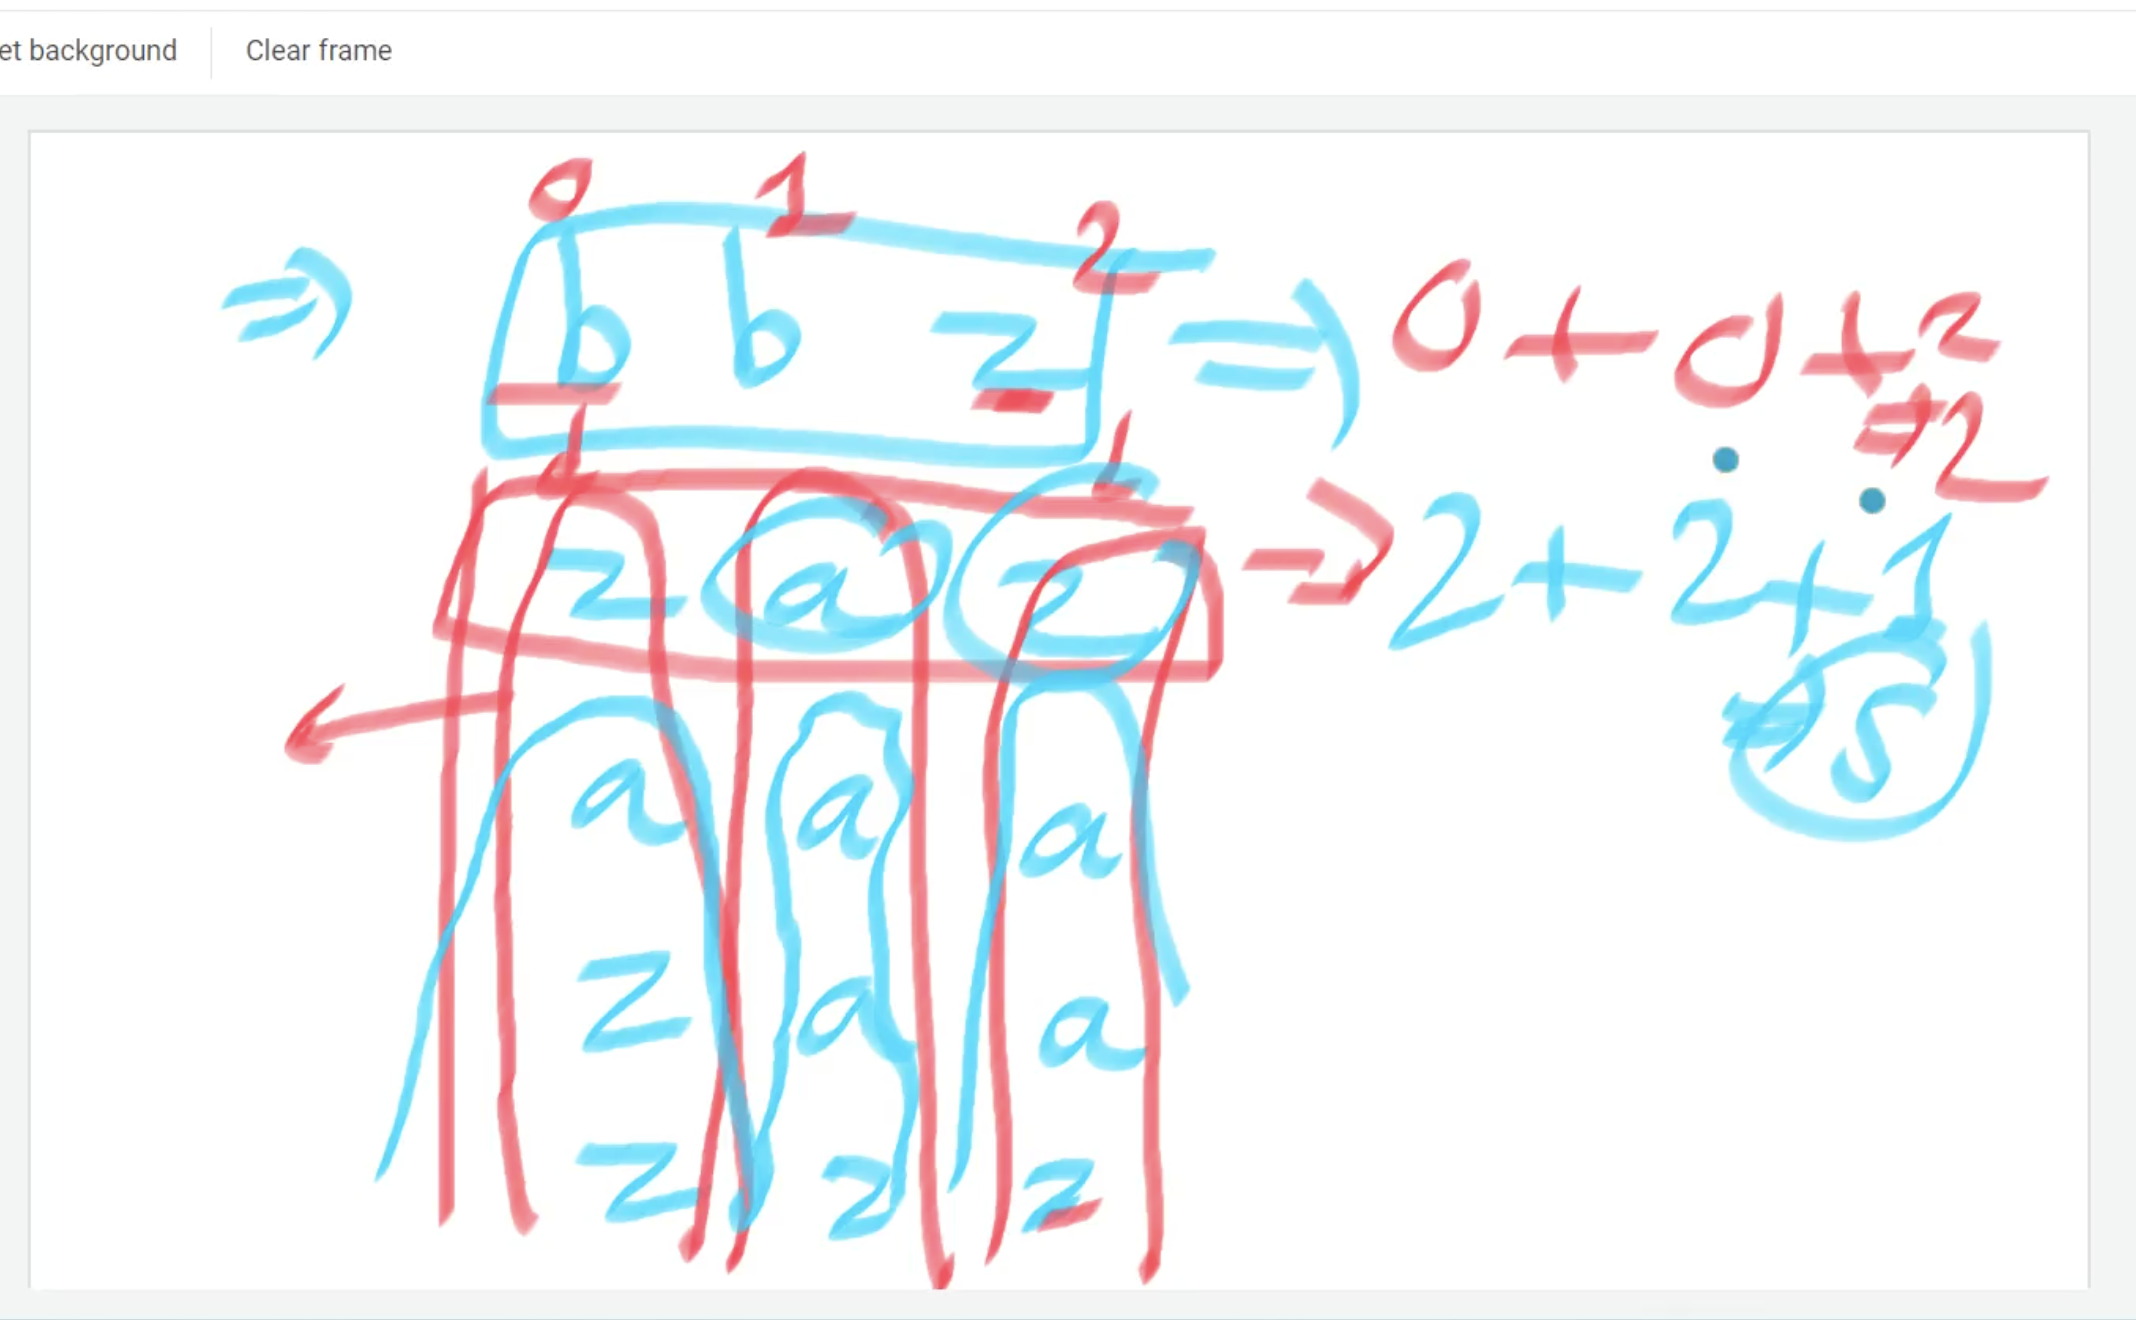 et background Clear frame
0 1 2
=> b b z => 0 + 0 + 2
=> 2
z a z => 2 + 2 + 1
=> 5
a a a
z a a
z z z